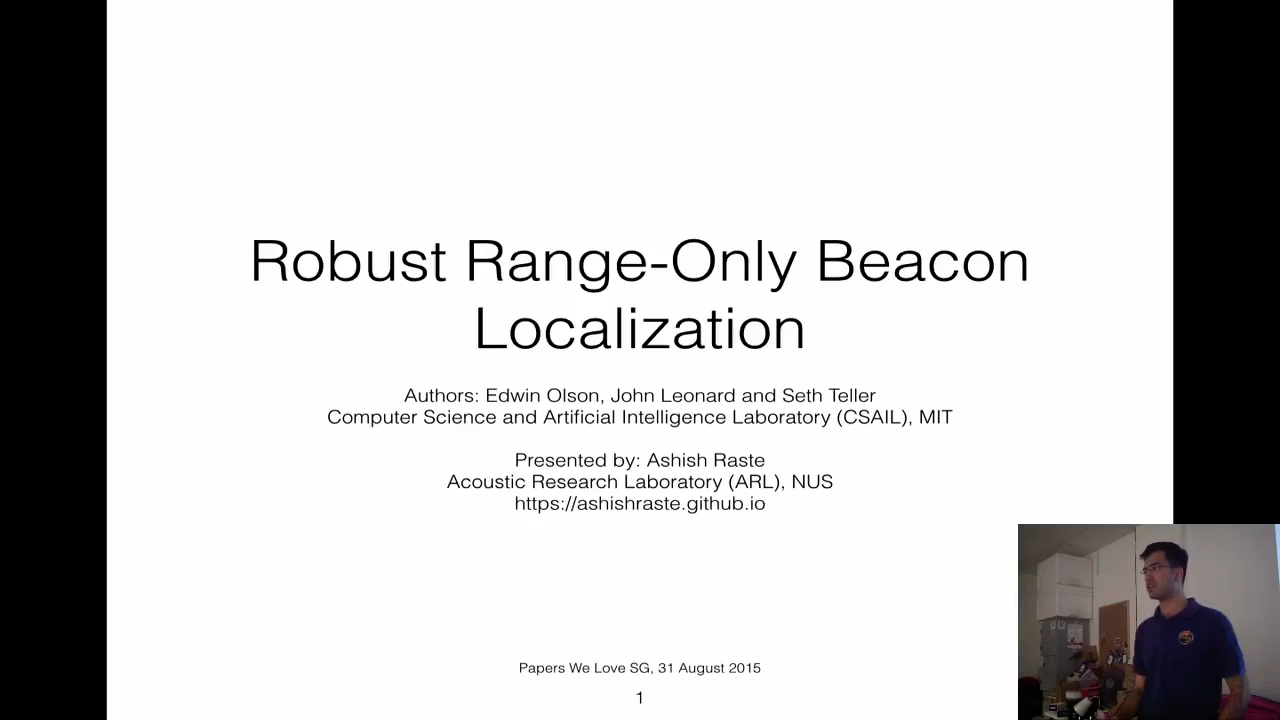 Robust Range-Only Beacon
Localization
Authors: Edwin Olson, John Leonard and Seth Teller
Computer Science and Artificial Intelligence Laboratory (CSAIL), MIT
Presented by: Ashish Raste
Acoustic Research Laboratory (ARL), NUS
https://ashishraste.github.io
Papers We Love SG, 31 August 2015
1